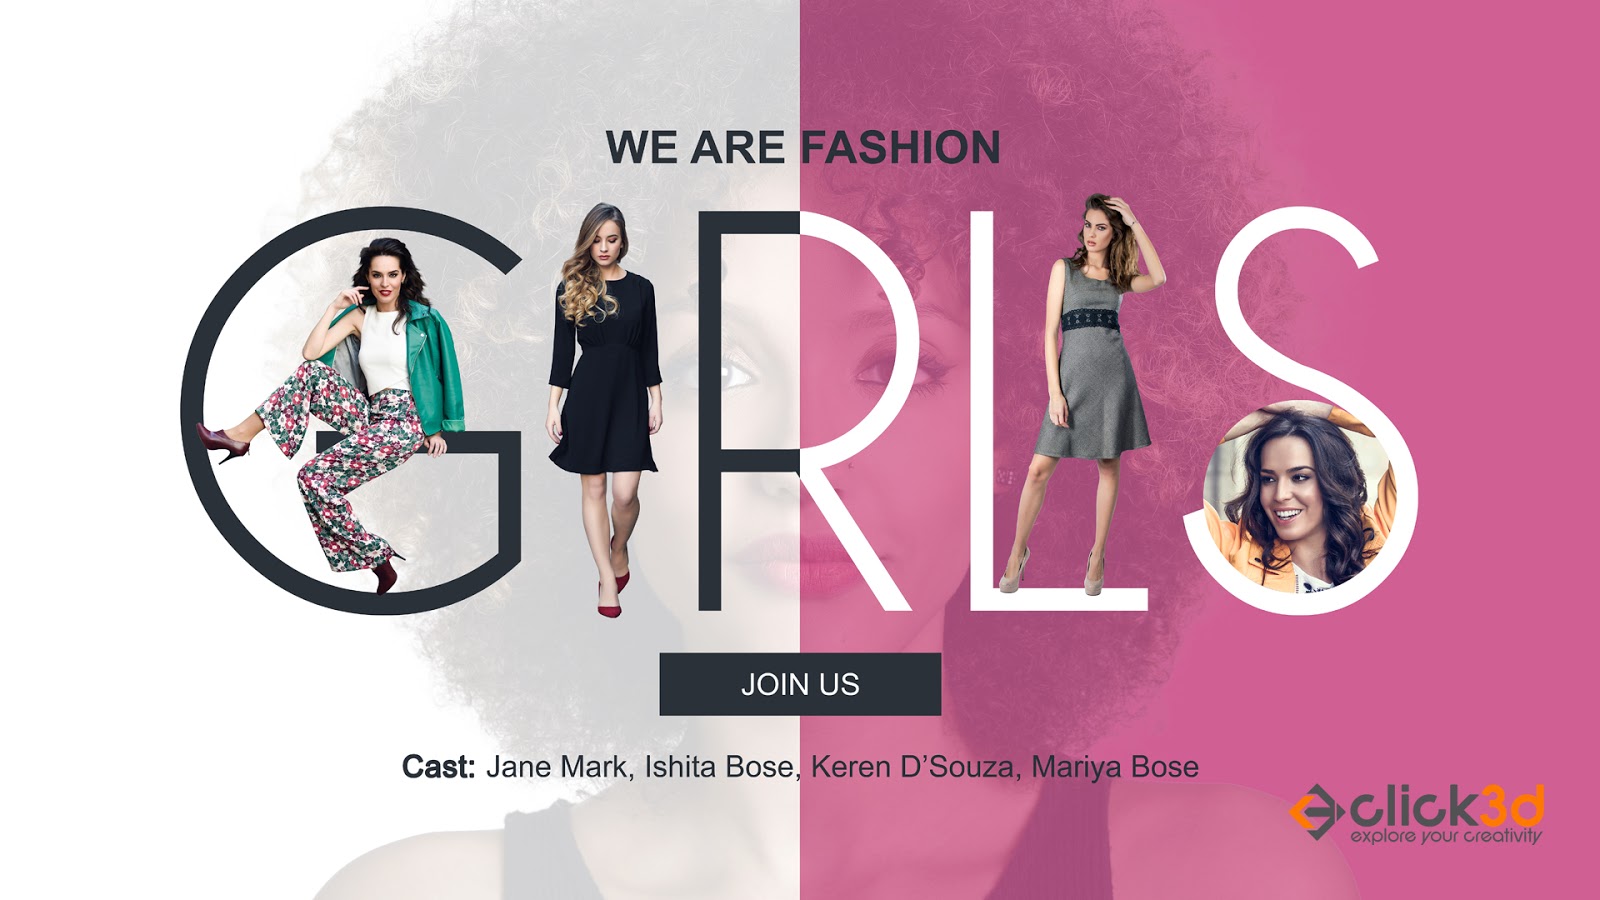 WE ARE FASHION
GIRLS
JOIN US
Cast: Jane Mark, Ishita Bose, Keren D'Souza, Mariya Bose
click3d
explore your creativity